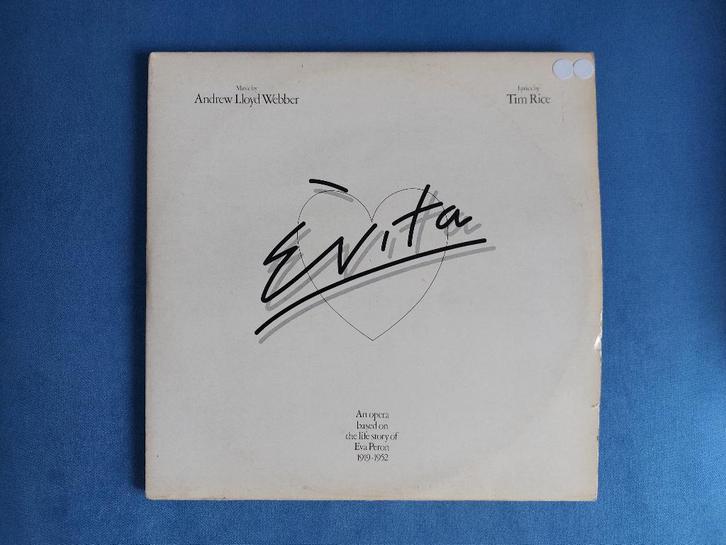 Music by
Andrew Lloyd Webber
Lyrics by
Tim Rice
Evita
An opera
based on
the life story of
Eva Peron
1919-1952